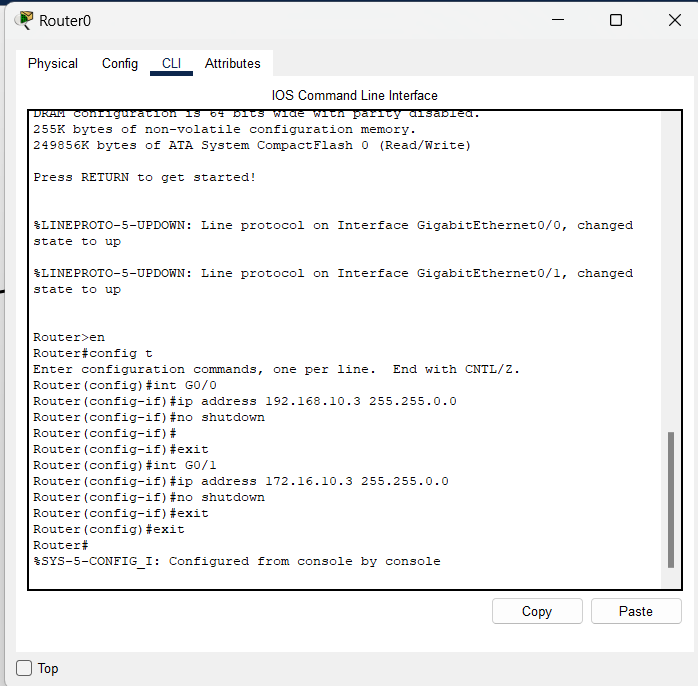 Router0
Physical Config CLI Attributes
IOS Command Line Interface
DRAM configuration is 64 bits wide with parity disabled.
255K bytes of non-volatile configuration memory.
249856K bytes of ATA System CompactFlash 0 (Read/Write)
Press RETURN to get started!
%LINEPROTO-5-UPDOWN: Line protocol on Interface GigabitEthernet0/0, changed
state to up
%LINEPROTO-5-UPDOWN: Line protocol on Interface GigabitEthernet0/1, changed
state to up
Router>en
Router#config t
Enter configuration commands, one per line.  End with CNTL/Z.
Router(config)#int G0/0
Router(config-if)#ip address 192.168.10.3 255.255.0.0
Router(config-if)#no shutdown
Router(config-if)#
Router(config-if)#exit
Router(config)#int G0/1
Router(config-if)#ip address 172.16.10.3 255.255.0.0
Router(config-if)#no shutdown
Router(config-if)#exit
Router(config)#exit
Router#
%SYS-5-CONFIG_I: Configured from console by console
Copy Paste
Top